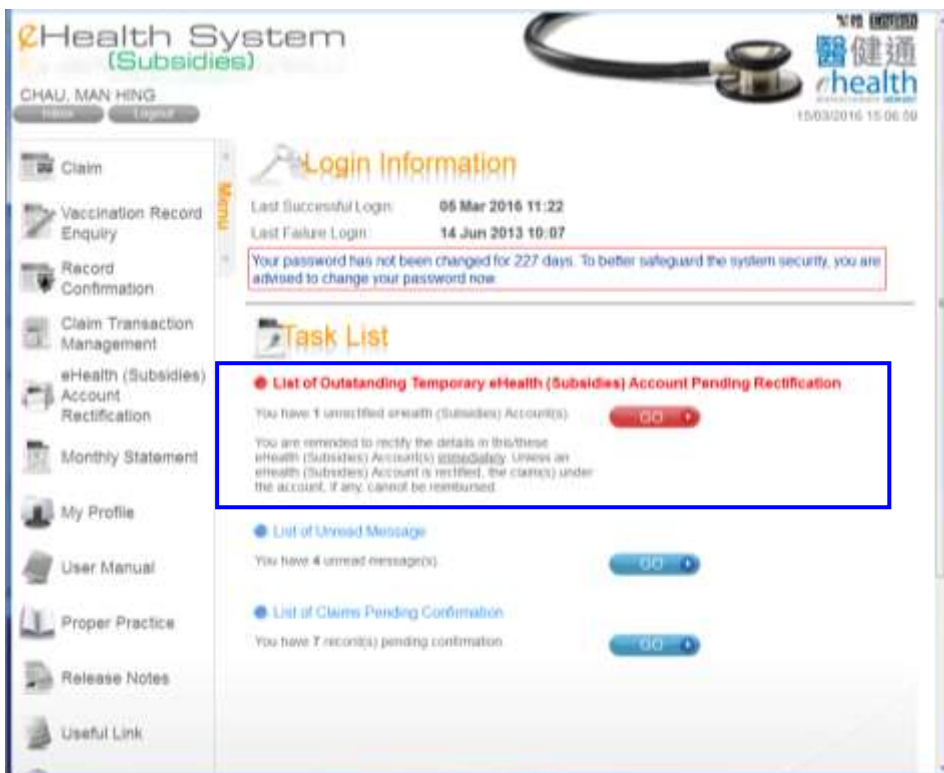 eHealth System
(Subsidies)
繁體 English
醫健通
ehealth
CHAU, MAN HING
Inbox Logout
15/03/2016 15:06:59
Claim
Vaccination Record
Enquiry
Record
Confirmation
Claim Transaction
Management
eHealth (Subsidies)
Account
Rectification
Monthly Statement
My Profile
User Manual
Proper Practice
Release Notes
Useful Link
Menu
Login Information
Last Successful Login: 05 Mar 2016 11:22
Last Failure Login: 14 Jun 2013 10:07
Your password has not been changed for 227 days. To better safeguard the system security, you are
advised to change your password now.
Task List
List of Outstanding Temporary eHealth (Subsidies) Account Pending Rectification
You have 1 unrectified eHealth (Subsidies) Account(s). GO
You are reminded to rectify the details in this/these
eHealth (Subsidies) Account(s) immediately. Unless an
eHealth (Subsidies) Account is rectified, the claim(s) under
the account, if any, cannot be reimbursed.
List of Unread Message
You have 4 unread message(s). GO
List of Claims Pending Confirmation
You have 7 record(s) pending confirmation. GO